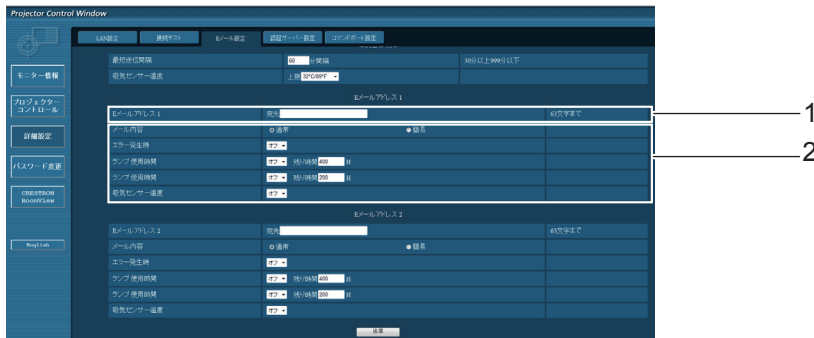 Projector Control Window
LAN設定 接続テスト Eメール設定 認証サーバー設定 コマンドポート設定
最短送信間隔 60 分間隔 30分以上999分以下
吸気センサー温度 上限 32°C/89°F
モニター情報
プロジェクター
コントロール
詳細設定
パスワード変更
CRESTRON
RoomView
English
Eメールアドレス 1
Eメールアドレス 1 宛先 63文字まで
メール内容 通常 簡易
エラー発生時 オフ
ランプ使用時間 オフ 残り時間 400 H
ランプ使用時間 オフ 残り時間 200 H
吸気センサー温度 オフ
Eメールアドレス 2
Eメールアドレス 2 宛先 63文字まで
メール内容 通常 簡易
エラー発生時 オフ
ランプ使用時間 オフ 残り時間 400 H
ランプ使用時間 オフ 残り時間 200 H
吸気センサー温度 オフ
送信
1
2